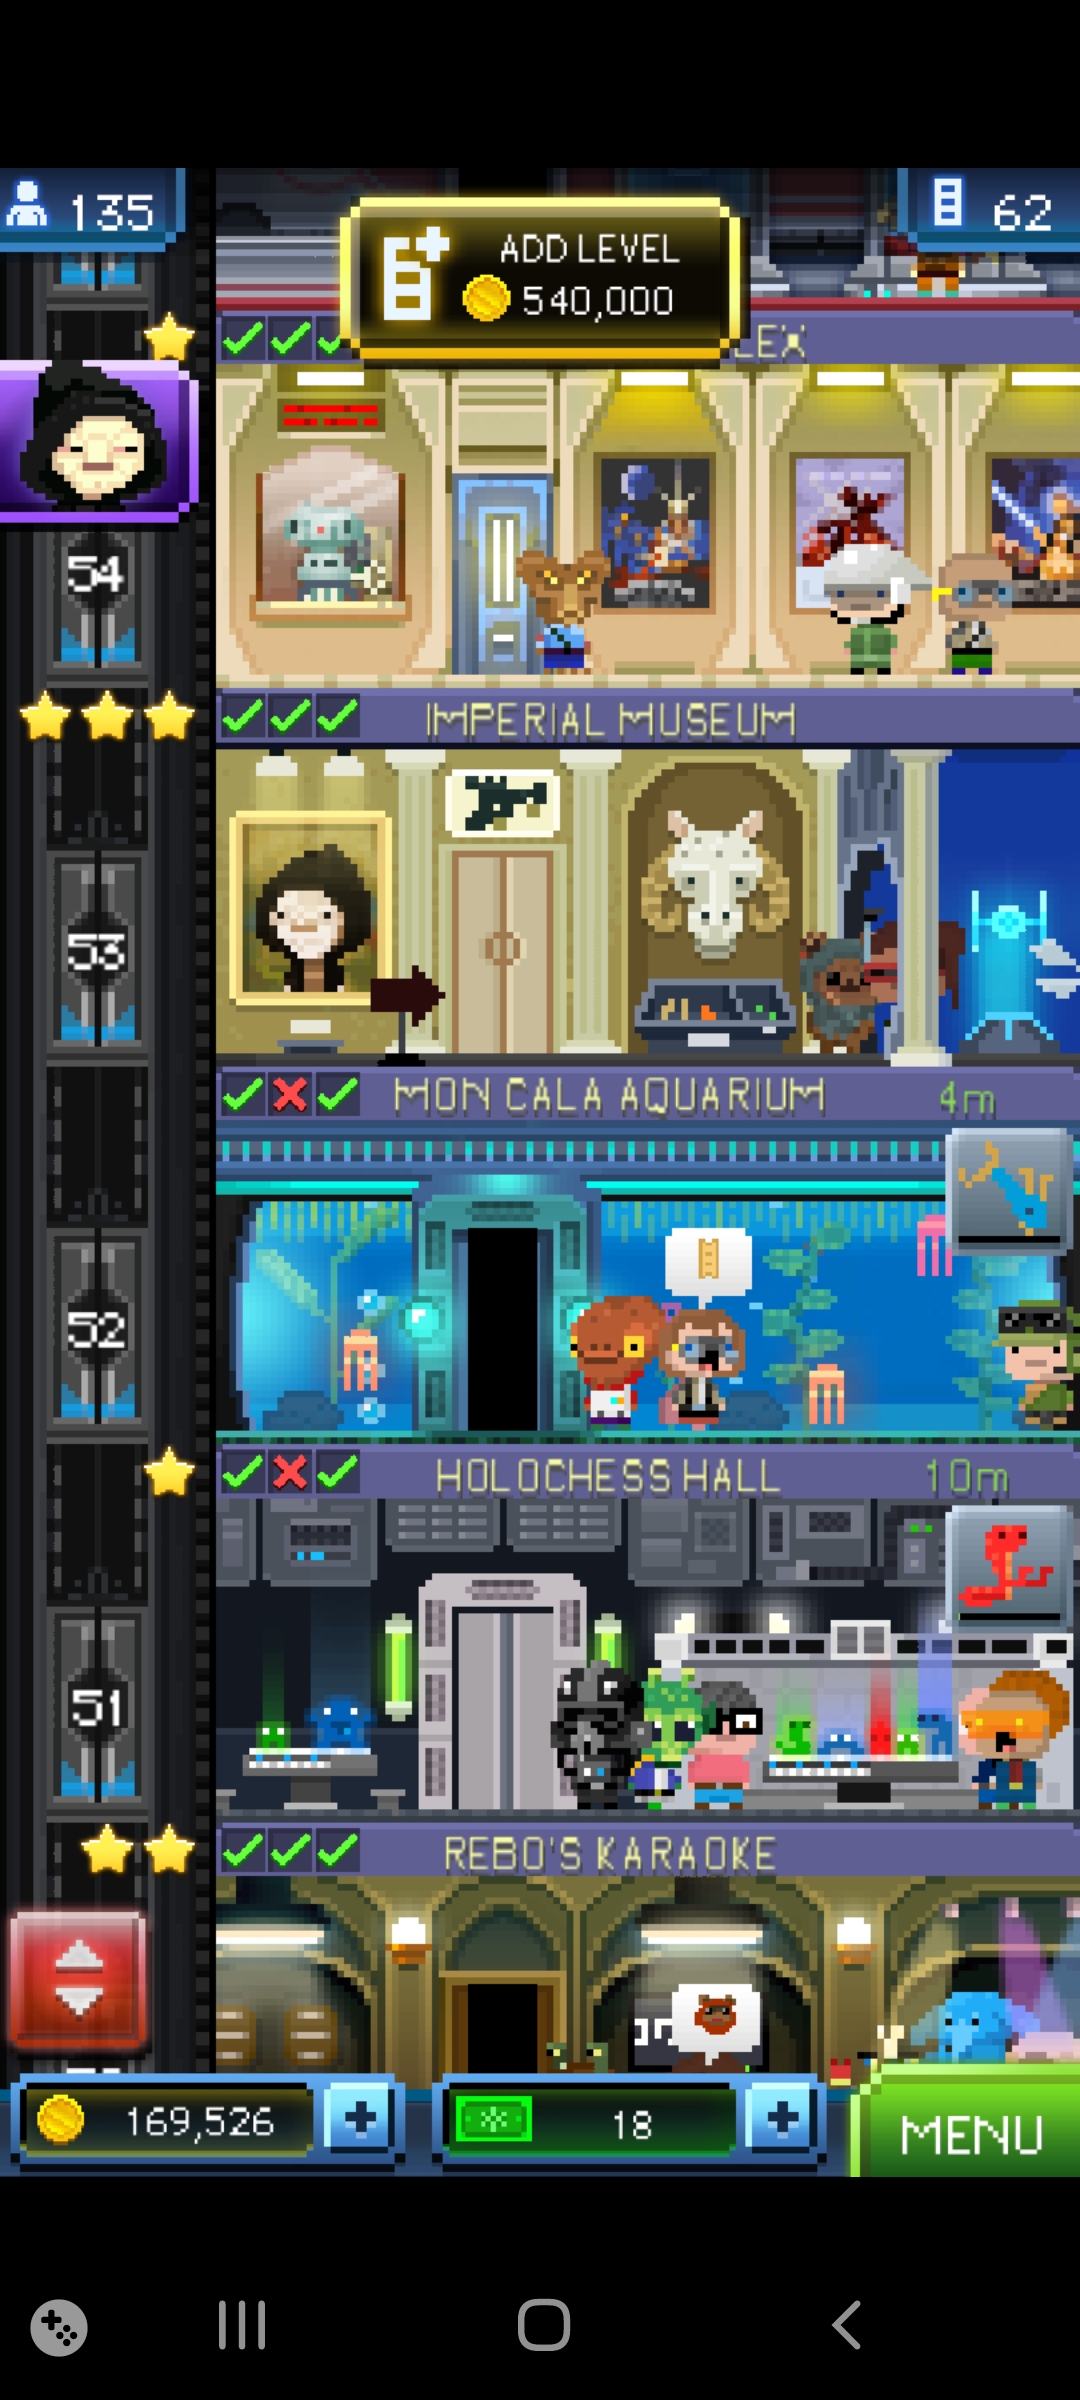 135
62
ADD LEVEL
540,000
LEX
54
IMPERIAL MUSEUM
53
MON CALA AQUARIUM 4m
52
HOLOCHESS HALL 10m
51
REBO'S KARAOKE
169,526
18
MENU